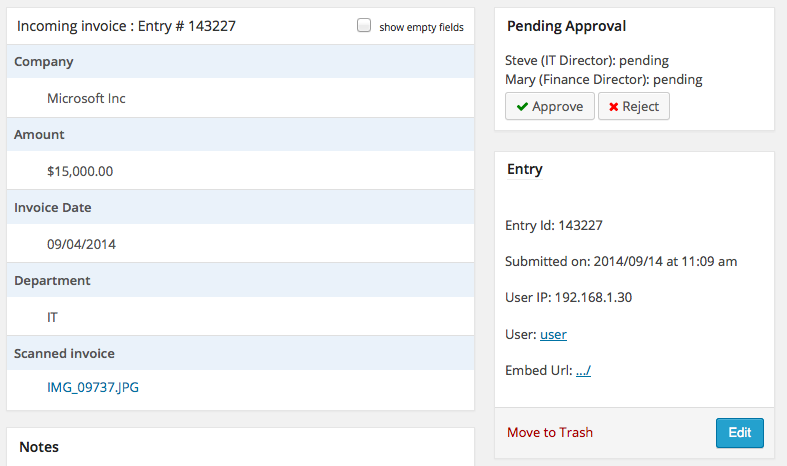 Incoming invoice : Entry # 143227
show empty fields
Company
Microsoft Inc
Amount
$15,000.00
Invoice Date
09/04/2014
Department
IT
Scanned invoice
IMG_09737.JPG
Notes
Pending Approval
Steve (IT Director): pending
Mary (Finance Director): pending
Approve
Reject
Entry
Entry Id: 143227
Submitted on: 2014/09/14 at 11:09 am
User IP: 192.168.1.30
User: user
Embed Url: .../
Move to Trash
Edit